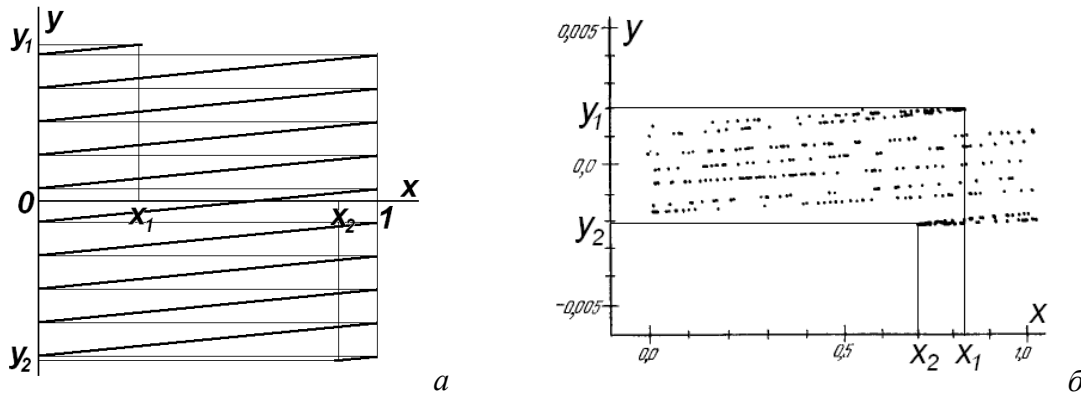 y
y₁
0
x₁
x₂
1
x
y₂
а
0,005
y
y₁
0,0
y₂
-0,005
0,0
0,5
x₂
x₁
1,0
x
б